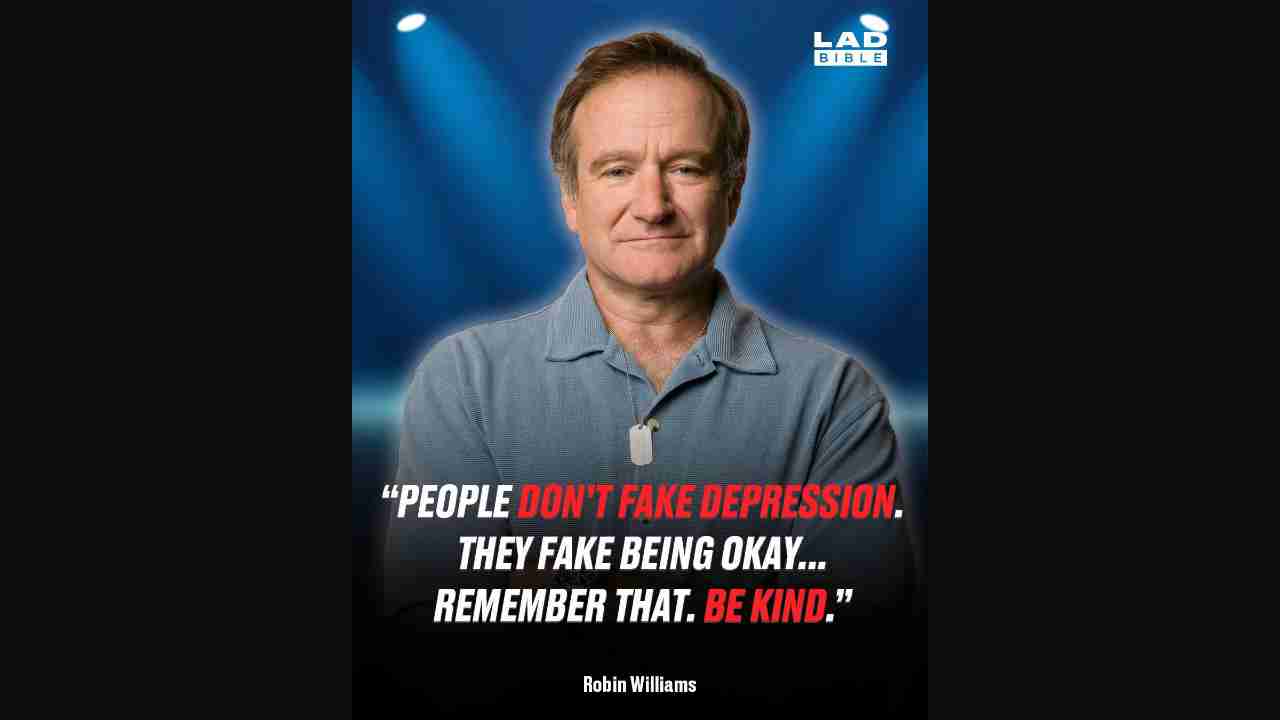 LAD
BIBLE
“PEOPLE DON’T FAKE DEPRESSION.
THEY FAKE BEING OKAY...
REMEMBER THAT. BE KIND.”
Robin Williams